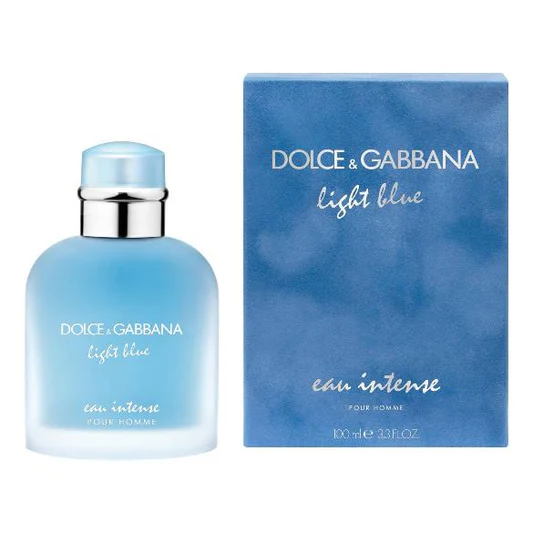 DOLCE & GABBANA
light blue
eau intense
POUR HOMME
DOLCE & GABBANA
light blue
eau intense
POUR HOMME
100 ml e 3.3 FL.OZ.